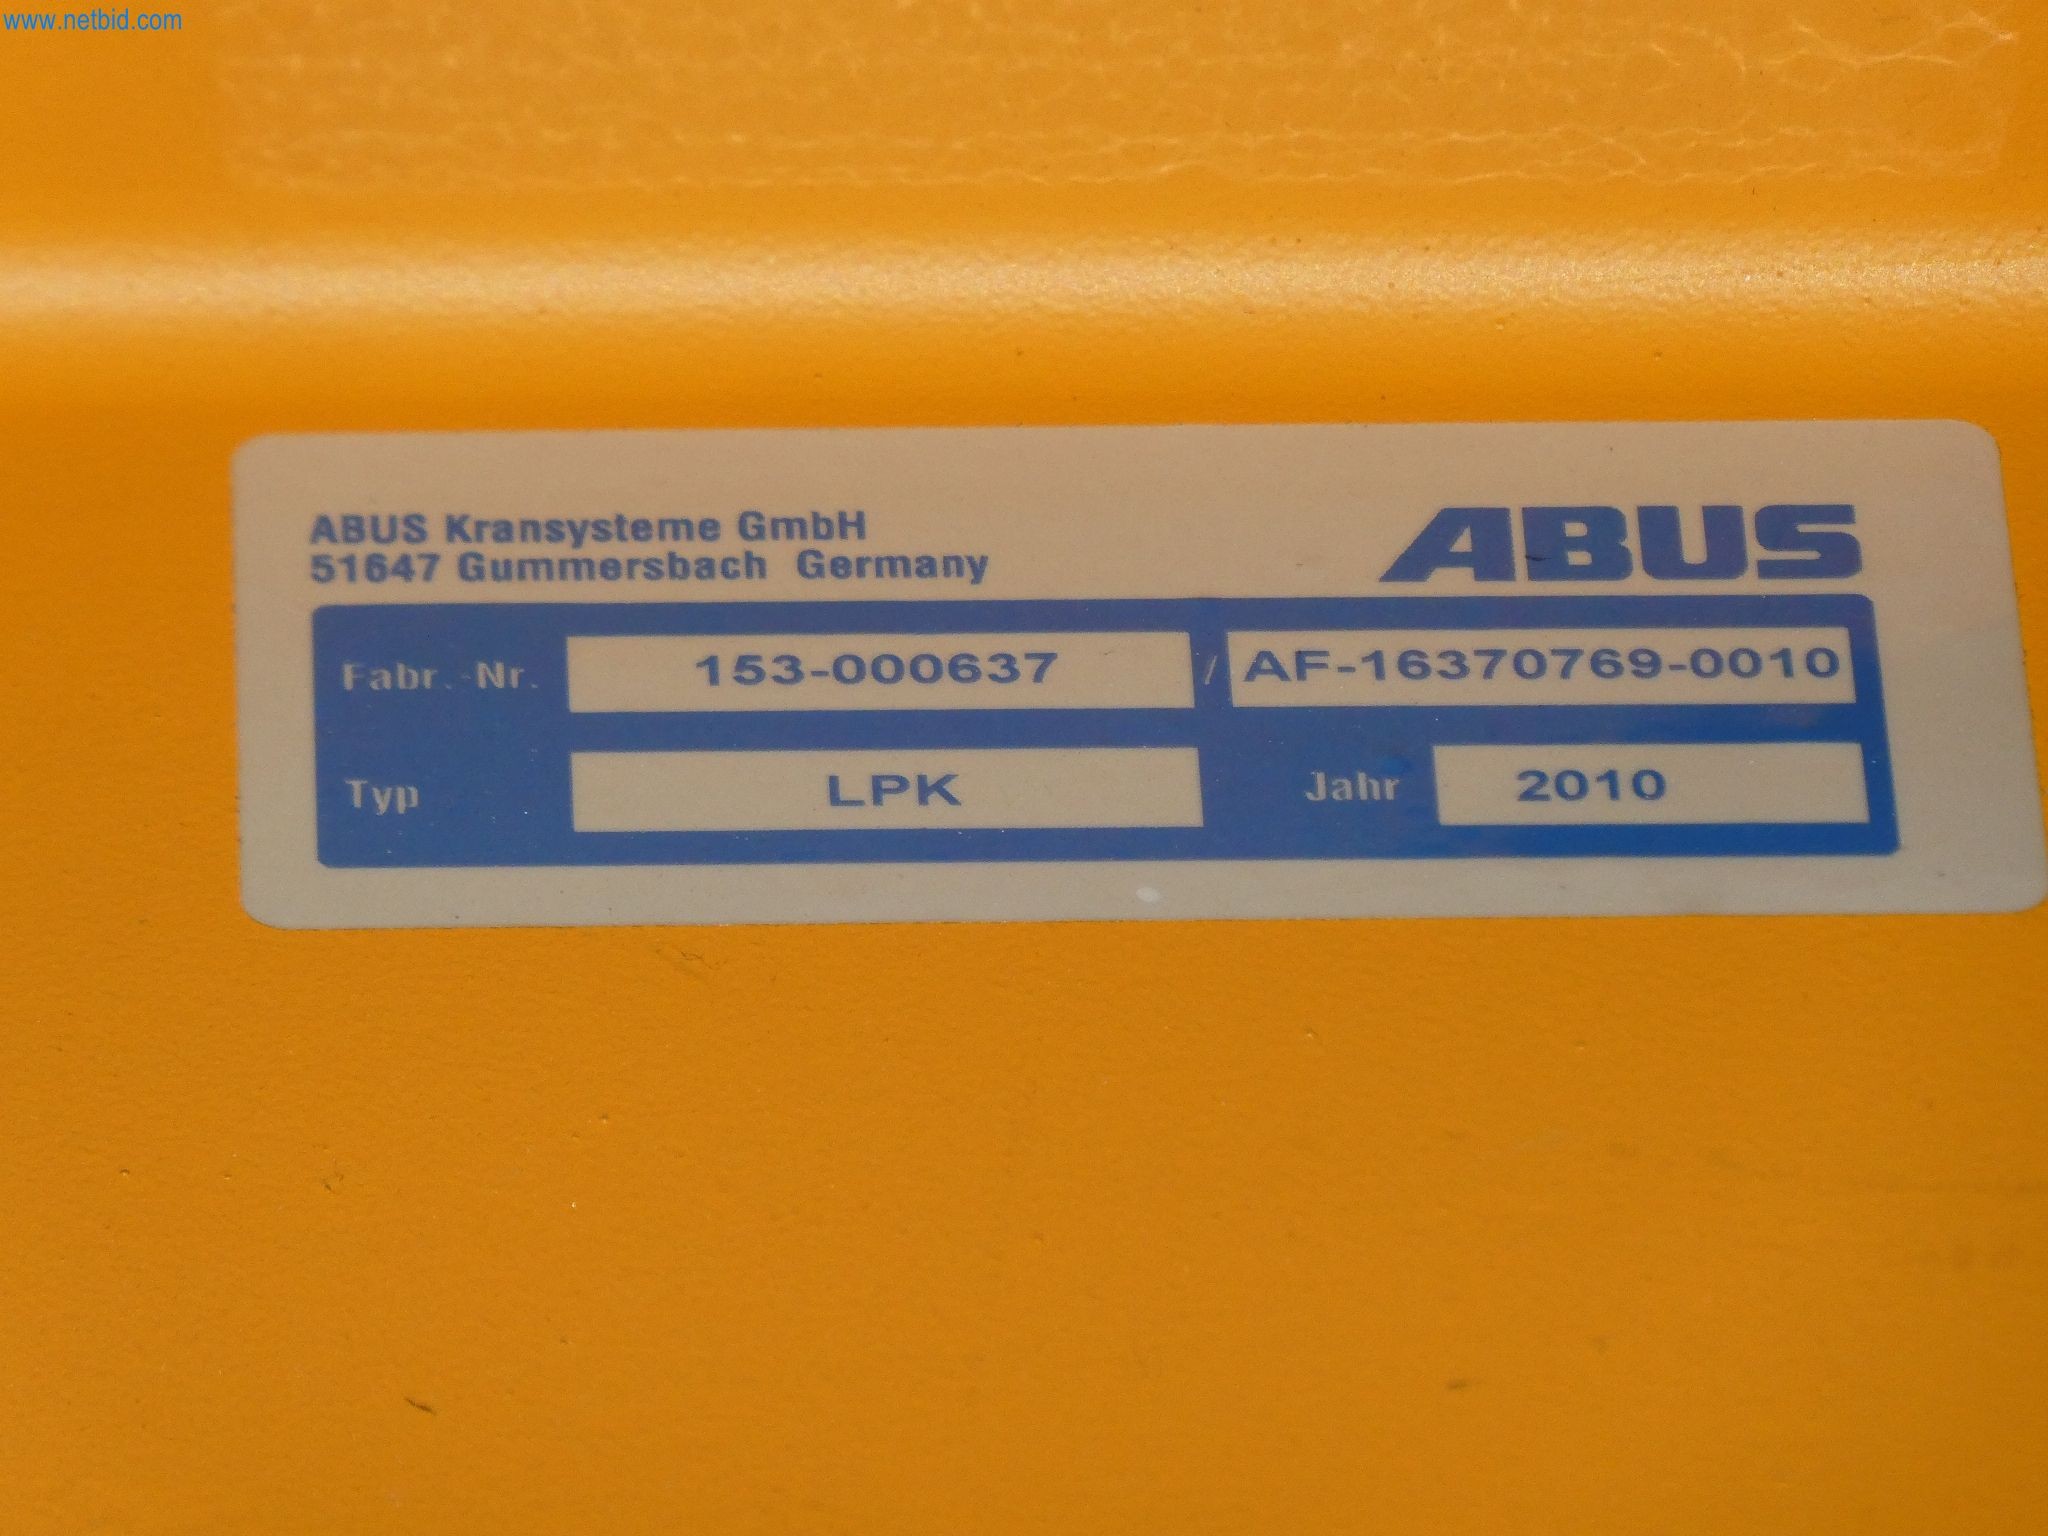 www.netbid.com
ABUS Kransysteme GmbH
51647 Gummersbach Germany
ABUS
Fabr.-Nr. 153-000637 / AF-16370769-0010
Typ LPK Jahr 2010